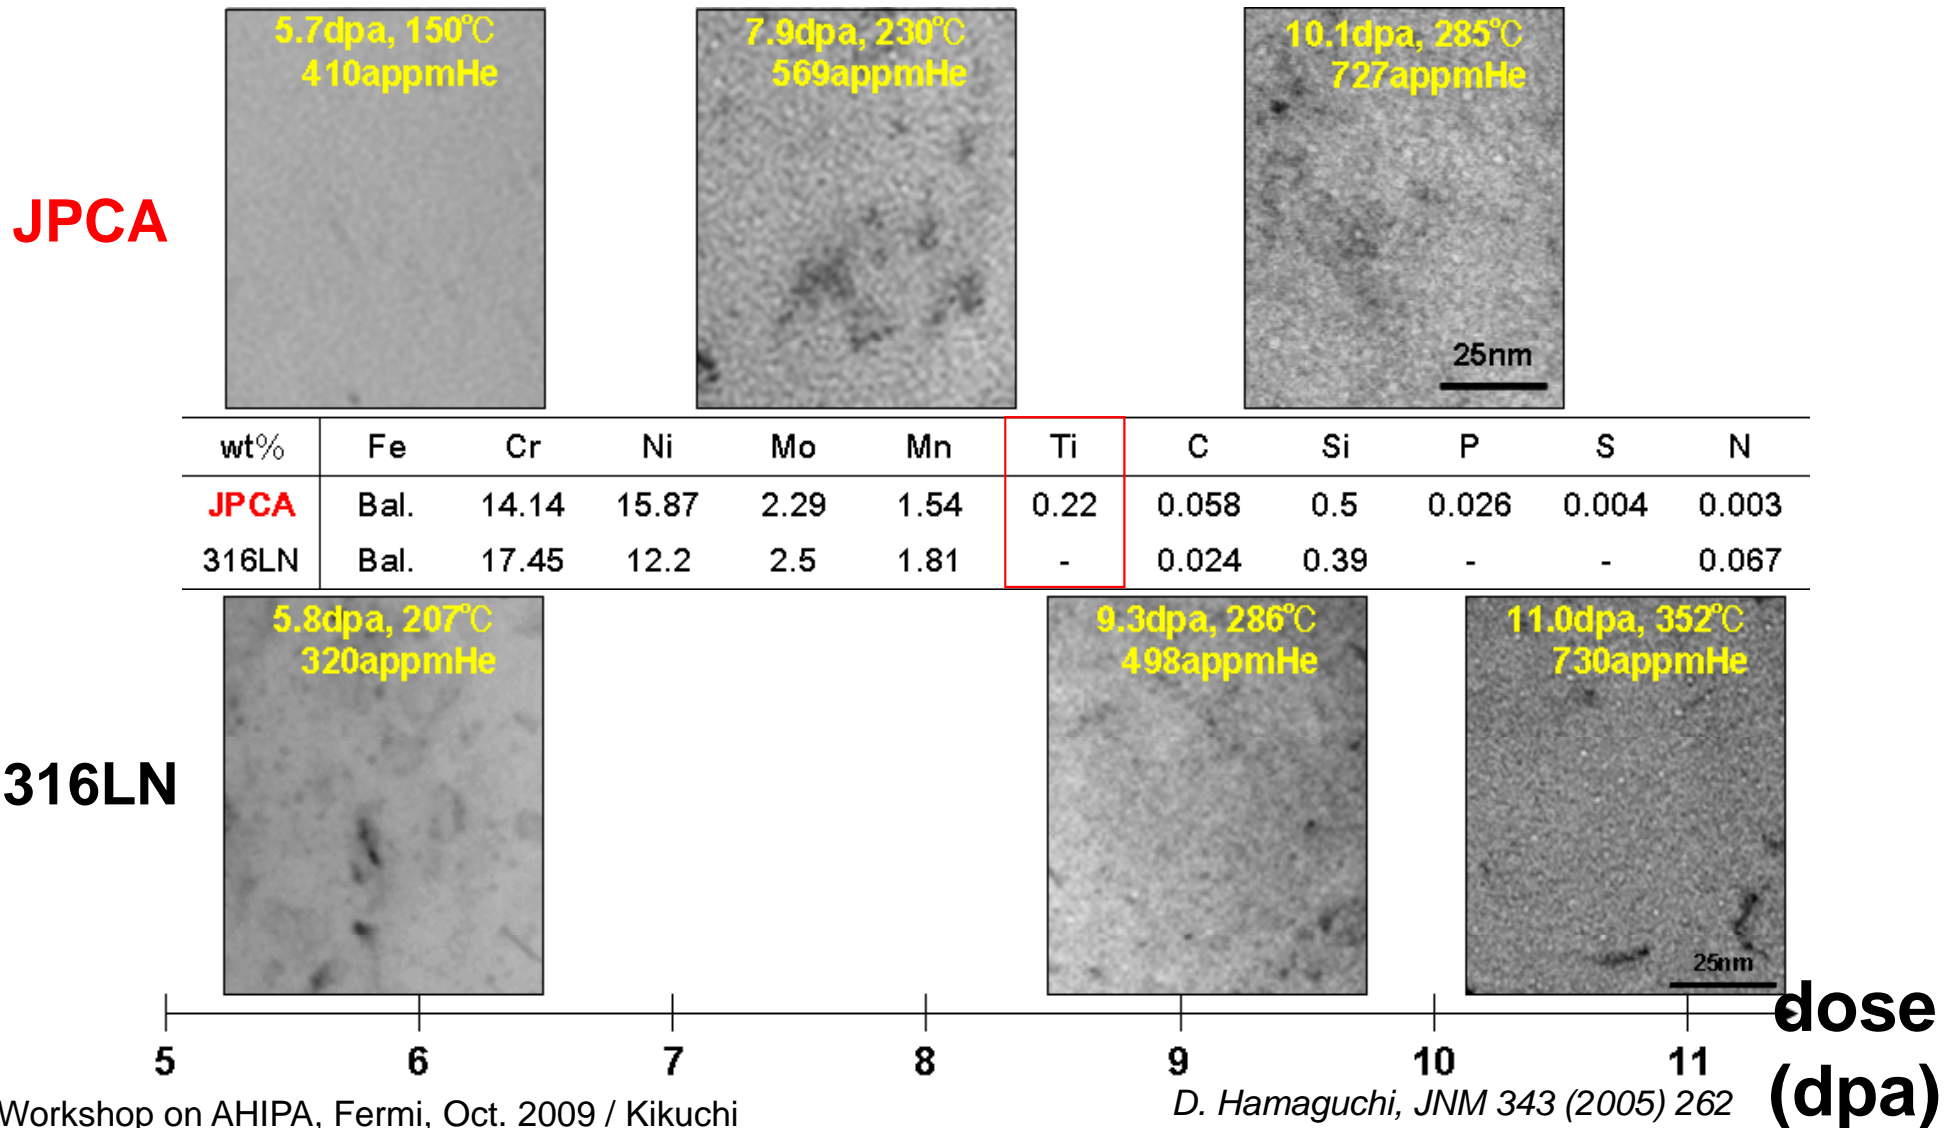 5.7dpa, 150°C
410appmHe
7.9dpa, 230°C
569appmHe
10.1dpa, 285°C
727appmHe
JPCA
25nm
wt% Fe Cr Ni Mo Mn Ti C Si P S N
JPCA Bal. 14.14 15.87 2.29 1.54 0.22 0.058 0.5 0.026 0.004 0.003
316LN Bal. 17.45 12.2 2.5 1.81 - 0.024 0.39 - - 0.067
5.8dpa, 207°C
320appmHe
9.3dpa, 286°C
498appmHe
11.0dpa, 352°C
730appmHe
316LN
25nm
5 6 7 8 9 10 11
dose
(dpa)
Workshop on AHIPA, Fermi, Oct. 2009 / Kikuchi
D. Hamaguchi, JNM 343 (2005) 262